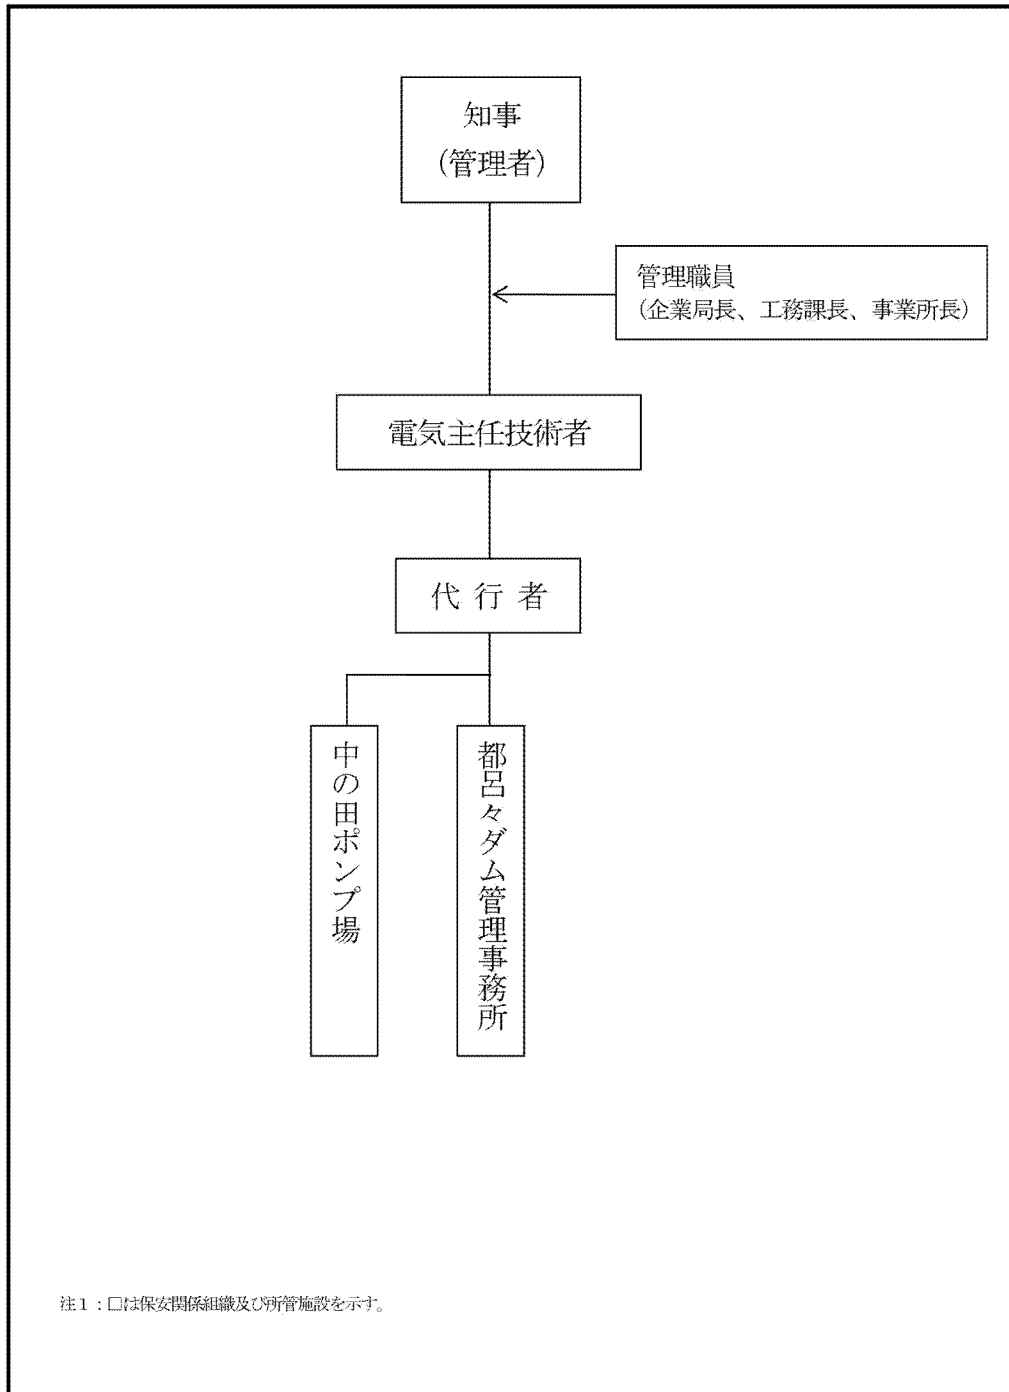 知事
(管理者)
管理職員
(企業局長、工務課長、事業所長)
電気主任技術者
代 行 者
中の田ポンプ場
都呂々ダム管理事務所
注１：□は保安関係組織及び所管施設を示す。